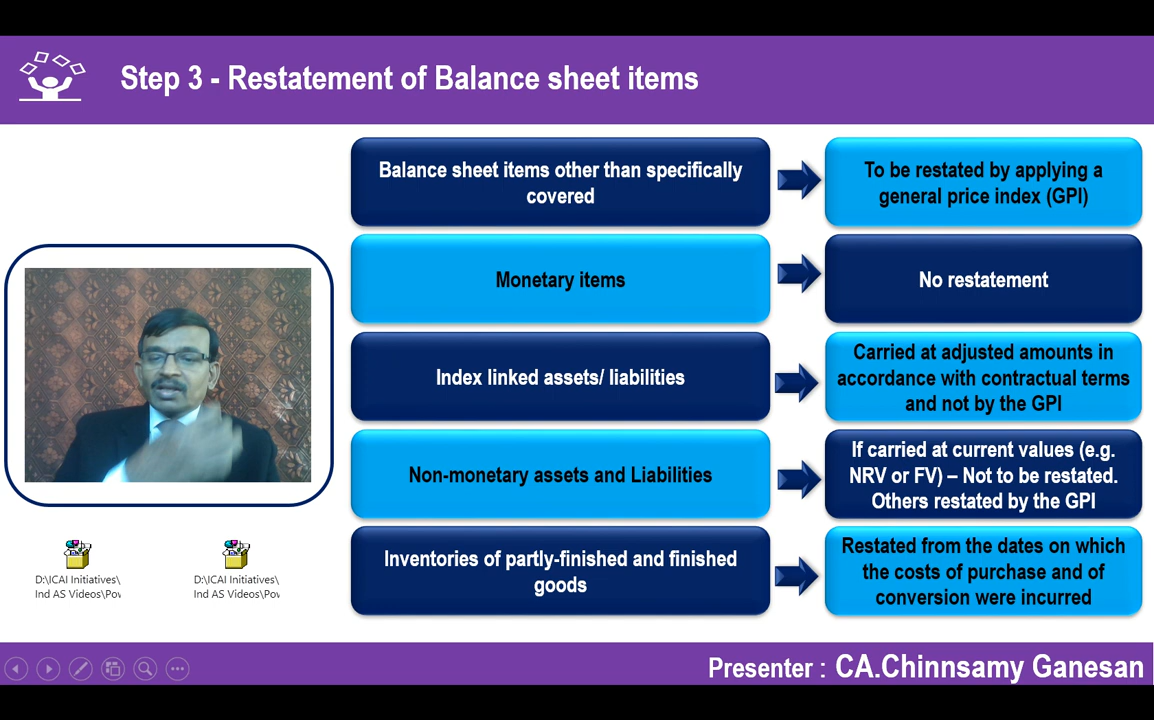 Step 3 - Restatement of Balance sheet items
Balance sheet items other than specifically
covered
To be restated by applying a
general price index (GPI)
Monetary items
No restatement
Index linked assets/ liabilities
Carried at adjusted amounts in
accordance with contractual terms
and not by the GPI
Non-monetary assets and Liabilities
If carried at current values (e.g.
NRV or FV) – Not to be restated.
Others restated by the GPI
Inventories of partly-finished and finished
goods
Restated from the dates on which
the costs of purchase and of
conversion were incurred
D:\ICAI Initiatives\
Ind AS Videos\Pov
D:\ICAI Initiatives\
Ind AS Videos\Pov
Presenter : CA.Chinnsamy Ganesan